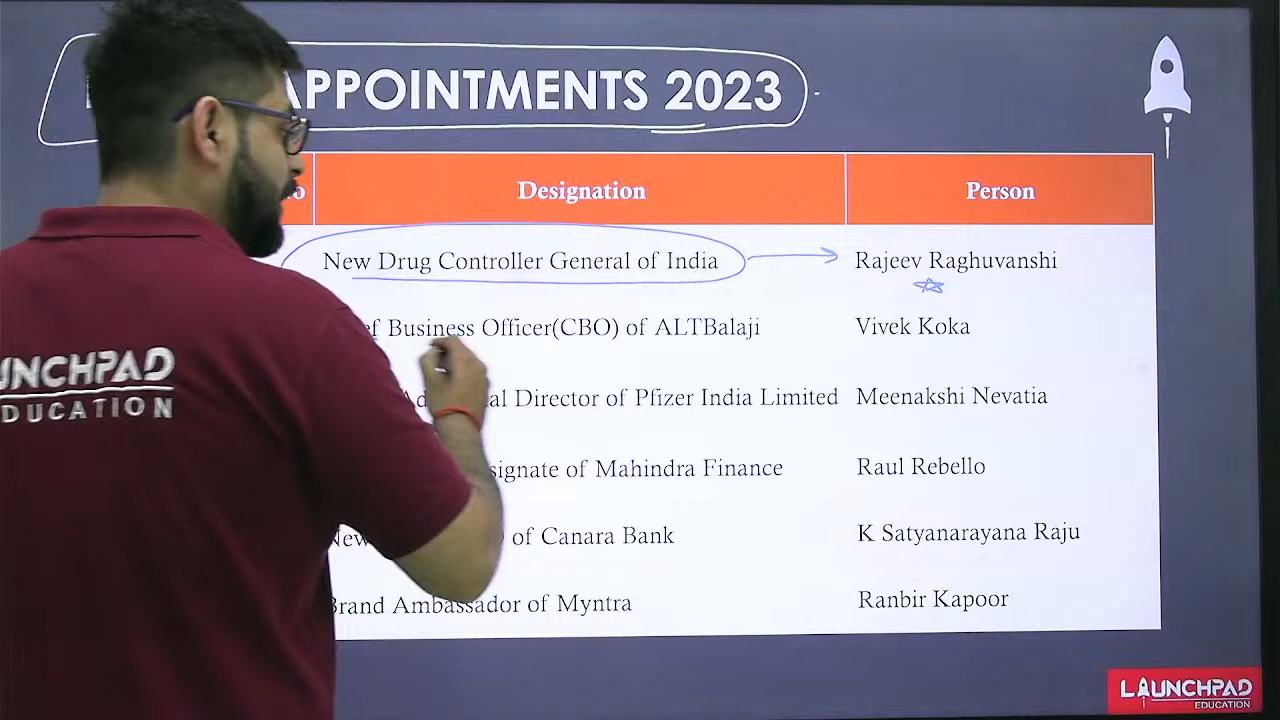 APPOINTMENTS 2023
Designation Person
New Drug Controller General of India Rajeev Raghuvanshi
Business Officer(CBO) of ALTBalaji Vivek Koka
Director of Pfizer India Limited Meenakshi Nevatia
of Mahindra Finance Raul Rebello
of Canara Bank K Satyanarayana Raju
Brand Ambassador of Myntra Ranbir Kapoor
LAUNCHPAD
EDUCATION